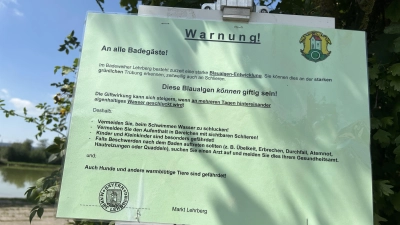 Warnung!
An alle Badegäste!
Im Badeweiher Lehrberg besteht zurzeit eine starke Blaualgen-Entwicklung. Sie können dies an der starken
grünlichen Trübung erkennen, zeitweilig auch an Schlieren.
Diese Blaualgen können giftig sein!
Die Giftwirkung kann sich steigern, wenn an mehreren Tagen hintereinander
algenhaltiges Wasser geschluckt wird!
Deshalb:
- Vermeiden Sie, beim Schwimmen Wasser zu schlucken!
- Vermeiden Sie den Aufenthalt in Bereichen mit sichtbaren Schlieren!
- Kinder und Kleinkinder sind besonders gefährdet!
- Falls Beschwerden nach dem Baden auftreten sollten (z. B. Übelkeit, Erbrechen, Durchfall, Atemnot,
Hautreizungen oder Quaddeln), suchen Sie einen Arzt auf und melden Sie dies Ihrem Gesundheitsamt.
und:
Auch Hunde und andere warmblütige Tiere sind gefährdet!
Markt Lehrberg